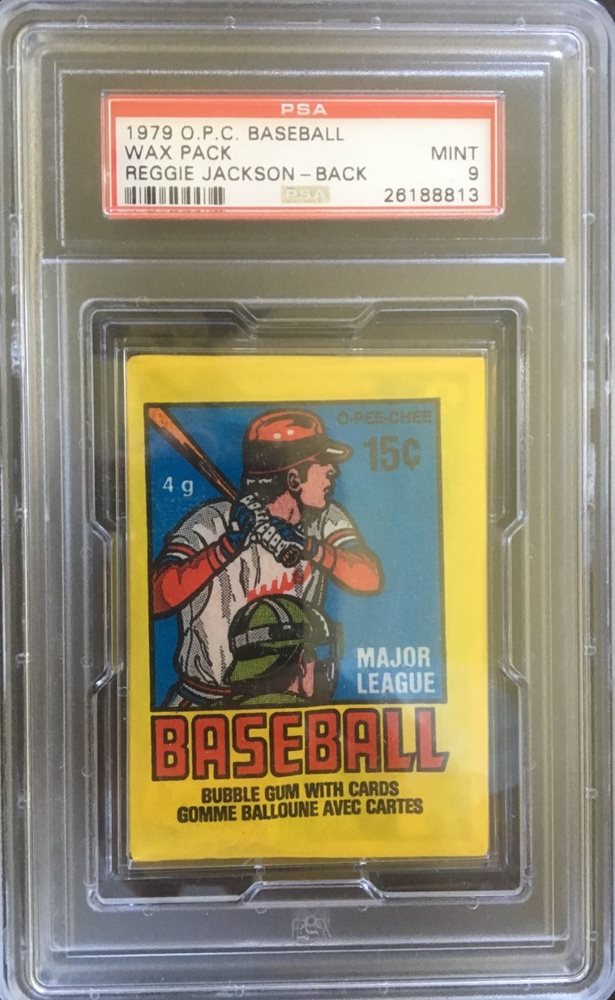 PSA
1979 O.P.C. BASEBALL
WAX PACK MINT
REGGIE JACKSON - BACK 9
PSA 26188813
O-PEE-CHEE
15¢
4 g
MAJOR
LEAGUE
BASEBALL
BUBBLE GUM WITH CARDS
GOMME BALLOUNE AVEC CARTES
PSA